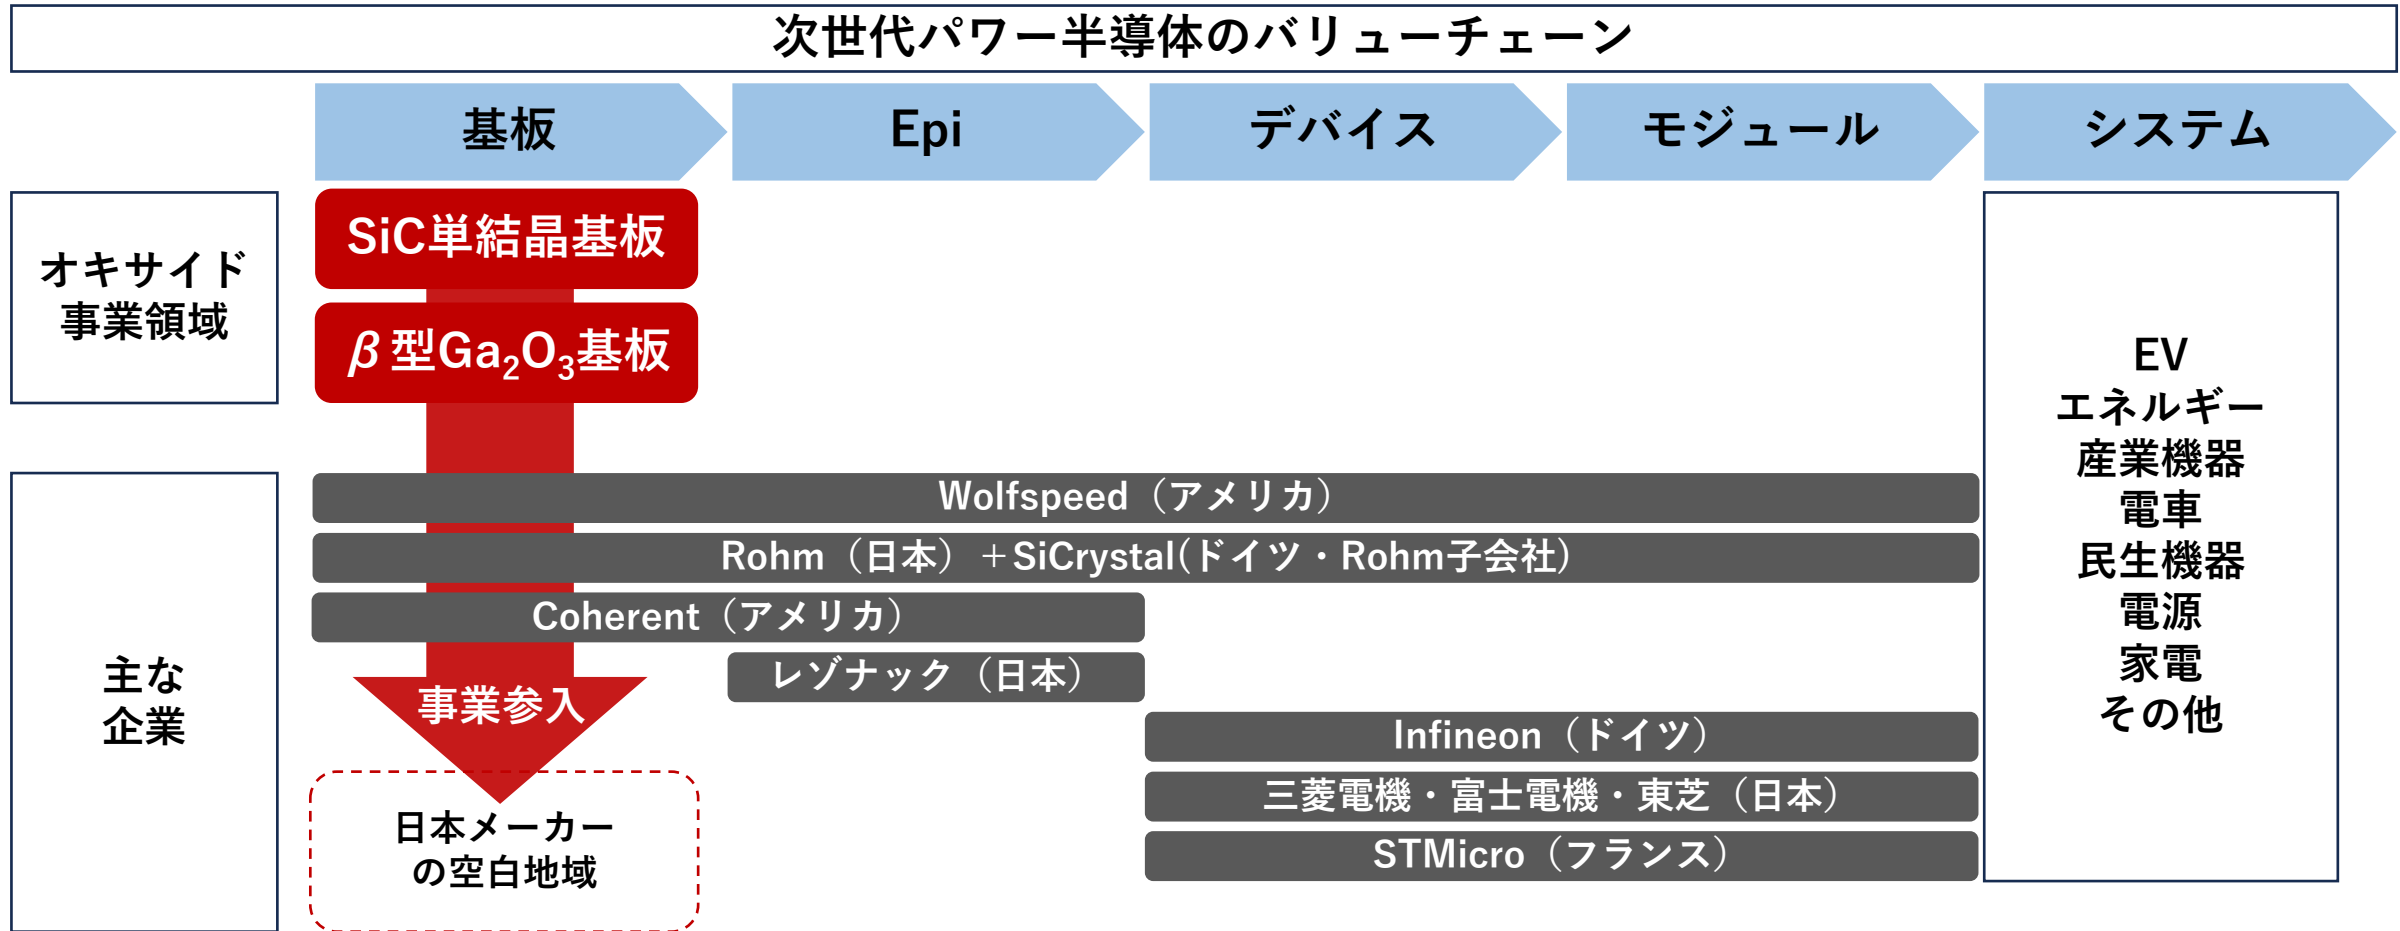 次世代パワー半導体のバリューチェーン
基板
Epi
デバイス
モジュール
システム
オキサイド
事業領域
SiC単結晶基板
β型Ga₂O₃基板
主な
企業
Wolfspeed（アメリカ）
Rohm（日本）＋SiCrystal(ドイツ・Rohm子会社)
Coherent（アメリカ）
レゾナック（日本）
事業参入
Infineon（ドイツ）
三菱電機・富士電機・東芝（日本）
STMicro（フランス）
日本メーカー
の空白地域
EV
エネルギー
産業機器
電車
民生機器
電源
家電
その他